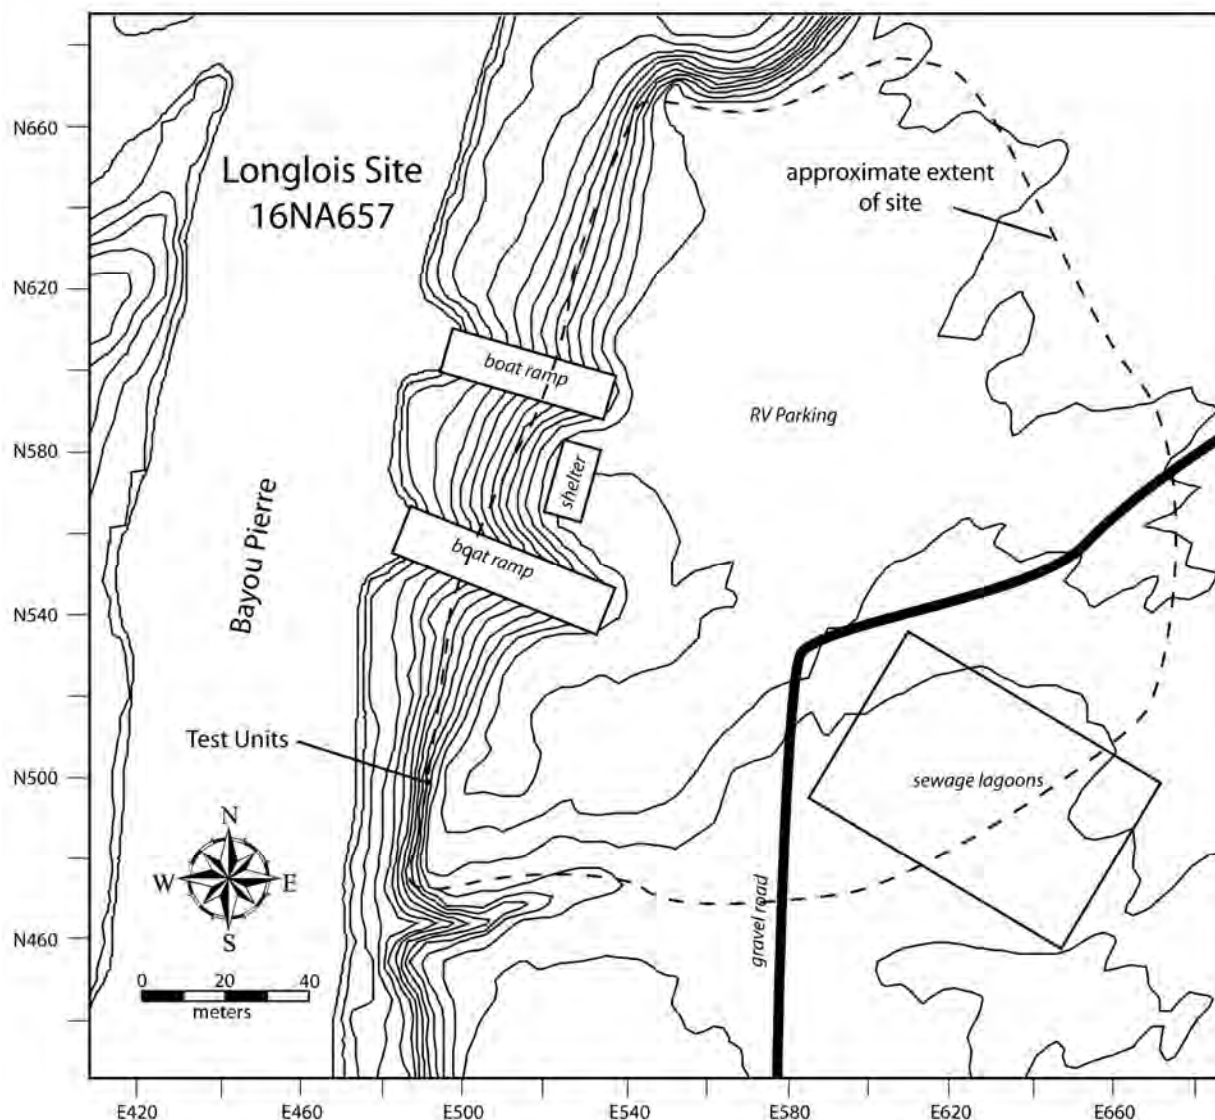 N660
N620
N580
N540
N500
N460
Longlois Site
16NA657
approximate extent
of site
boat ramp
RV Parking
shelter
boat ramp
Bayou Pierre
Test Units
sewage lagoons
gravel road
N
W
E
S
0 20 40
meters
E420 E460 E500 E540 E580 E620 E660